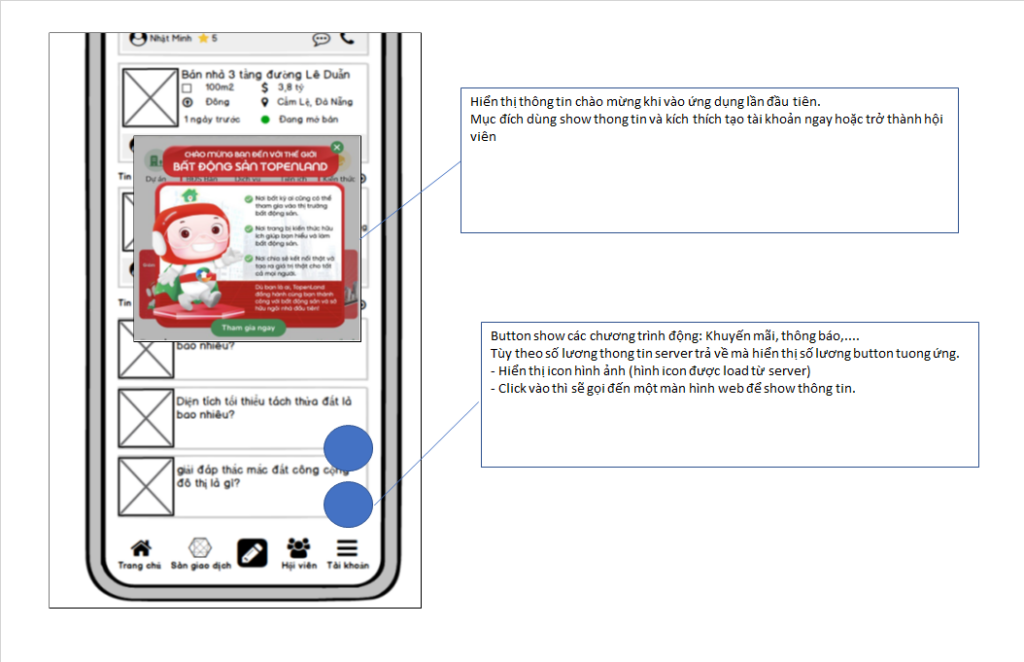 Nhật Minh ⭐ 5
Bán nhà 3 tầng đường Lê Duẩn
100m2 $ 3,8 tỷ
Đông Cẩm Lệ, Đà Nẵng
1 ngày trước Đang mở bán
CHÀO MỪNG BẠN ĐẾN VỚI THẾ GIỚI
BẤT ĐỘNG SẢN TOPENLAND
Dự án Dịch vụ Tiện ích Kiến thức
Tin
Nơi bất kỳ ai cũng có thể
tham gia vào thị trường
bất động sản.
Nơi trang bị kiến thức hữu
ích giúp bạn hiểu và làm
bất động sản.
Nơi chia sẻ kết nối thật và
tạo ra giá trị thật cho tất
cả mọi người.
Dù bạn là ai, TopenLand
đồng hành cùng bạn thành
công với bất động sản và sở
hữu ngôi nhà đầu tiên!
Tin
Tham gia ngay
bao nhiêu?
Diện tích tối thiểu tách thửa đất là
bao nhiêu?
giải đáp thắc mắc đất công cộng
đô thị là gì?
Trang chủ Sàn giao dịch Hội viên Tài khoản
Hiển thị thông tin chào mừng khi vào ứng dụng lần đầu tiên.
Mục đích dùng show thong tin và kích thích tạo tài khoản ngay hoặc trở thành hội
viên
Button show các chương trình động: Khuyến mãi, thông báo,....
Tùy theo số lương thong tin server trả về mà hiển thị số lương button tuong ứng.
- Hiển thị icon hình ảnh (hình icon được load từ server)
- Click vào thì sẽ gọi đến một màn hình web để show thông tin.